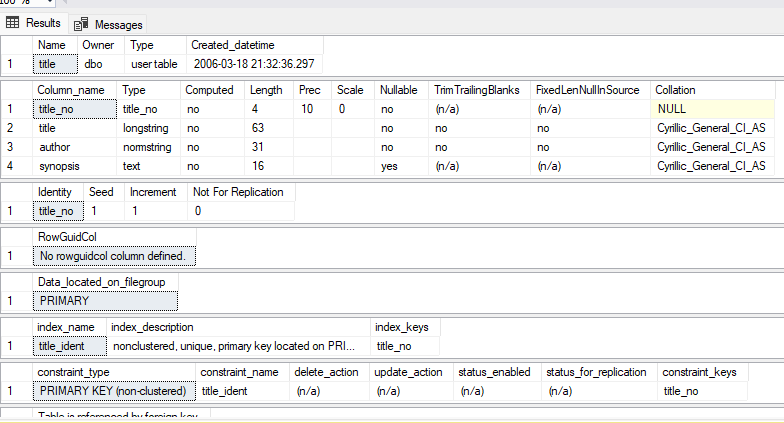 100 %
Results Messages
Name Owner Type Created_datetime
1 title dbo user table 2006-03-18 21:32:36.297
Column_name Type Computed Length Prec Scale Nullable TrimTrailingBlanks FixedLenNullInSource Collation
1 title_no title_no no 4 10 0 no (n/a) (n/a) NULL
2 title longstring no 63 no no no Cyrillic_General_CI_AS
3 author normstring no 31 no no no Cyrillic_General_CI_AS
4 synopsis text no 16 yes (n/a) (n/a) Cyrillic_General_CI_AS
Identity Seed Increment Not For Replication
1 title_no 1 1 0
RowGuidCol
1 No rowguidcol column defined.
Data_located_on_filegroup
1 PRIMARY
index_name index_description index_keys
1 title_ident nonclustered, unique, primary key located on PRI... title_no
constraint_type constraint_name delete_action update_action status_enabled status_for_replication constraint_keys
1 PRIMARY KEY (non-clustered) title_ident (n/a) (n/a) (n/a) (n/a) title_no
Table is referenced by foreign key